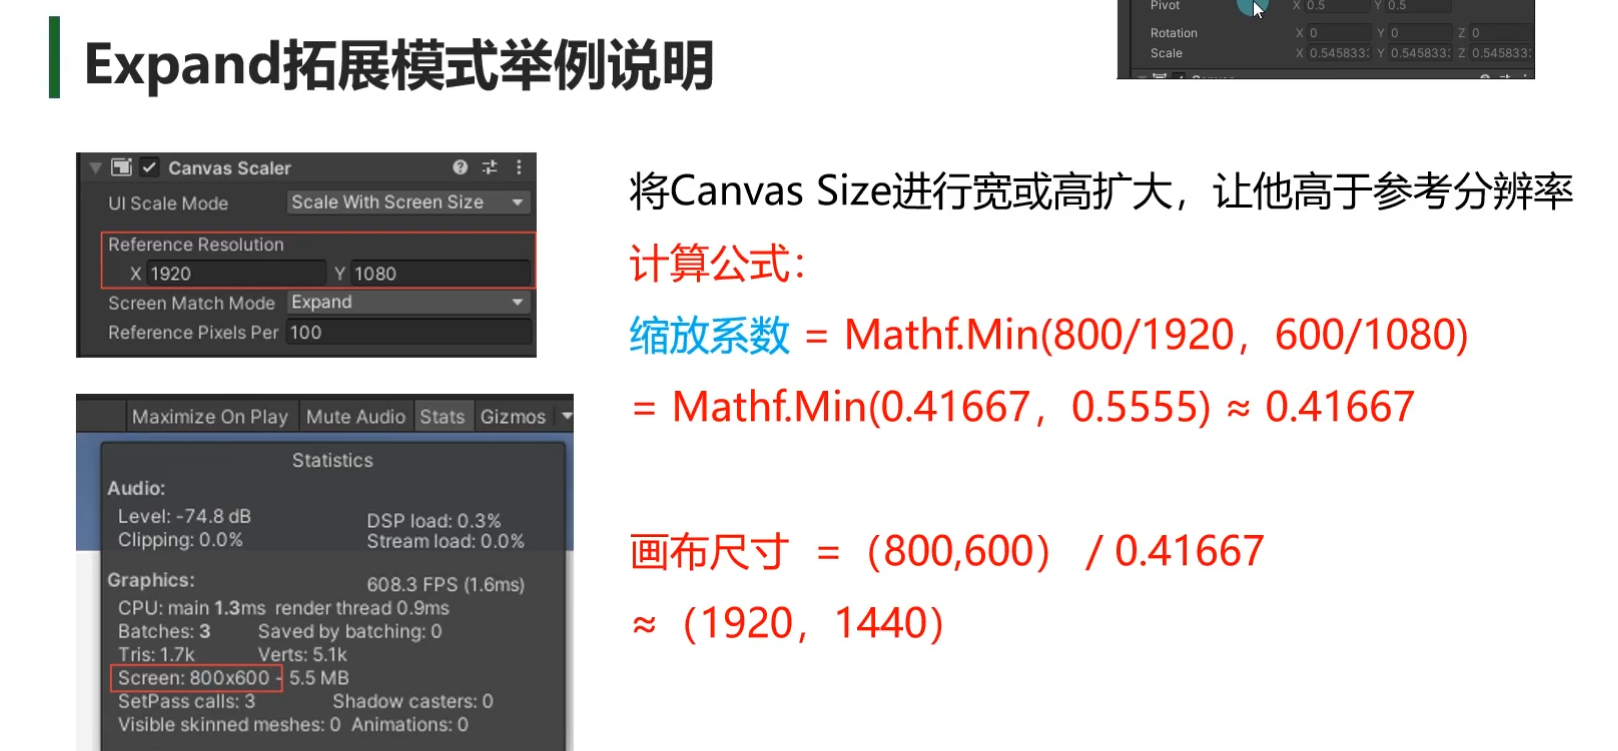 Expand拓展模式举例说明
Pivot X 0.5 Y 0.5
Rotation X 0 Y 0 Z 0
Scale X 0.545833 Y 0.545833 Z 0.545833
Canvas Scaler
UI Scale Mode Scale With Screen Size
Reference Resolution
X 1920 Y 1080
Screen Match Mode Expand
Reference Pixels Per 100
将Canvas Size进行宽或高扩大，让他高于参考分辨率
计算公式：
缩放系数 = Mathf.Min(800/1920，600/1080)
= Mathf.Min(0.41667，0.5555) ≈ 0.41667
画布尺寸 =（800,600） / 0.41667
≈（1920，1440）
Maximize On Play Mute Audio Stats Gizmos
Statistics
Audio:
Level: -74.8 dB DSP load: 0.3%
Clipping: 0.0% Stream load: 0.0%
Graphics: 608.3 FPS (1.6ms)
CPU: main 1.3ms render thread 0.9ms
Batches: 3 Saved by batching: 0
Tris: 1.7k Verts: 5.1k
Screen: 800x600 - 5.5 MB
SetPass calls: 3 Shadow casters: 0
Visible skinned meshes: 0 Animations: 0